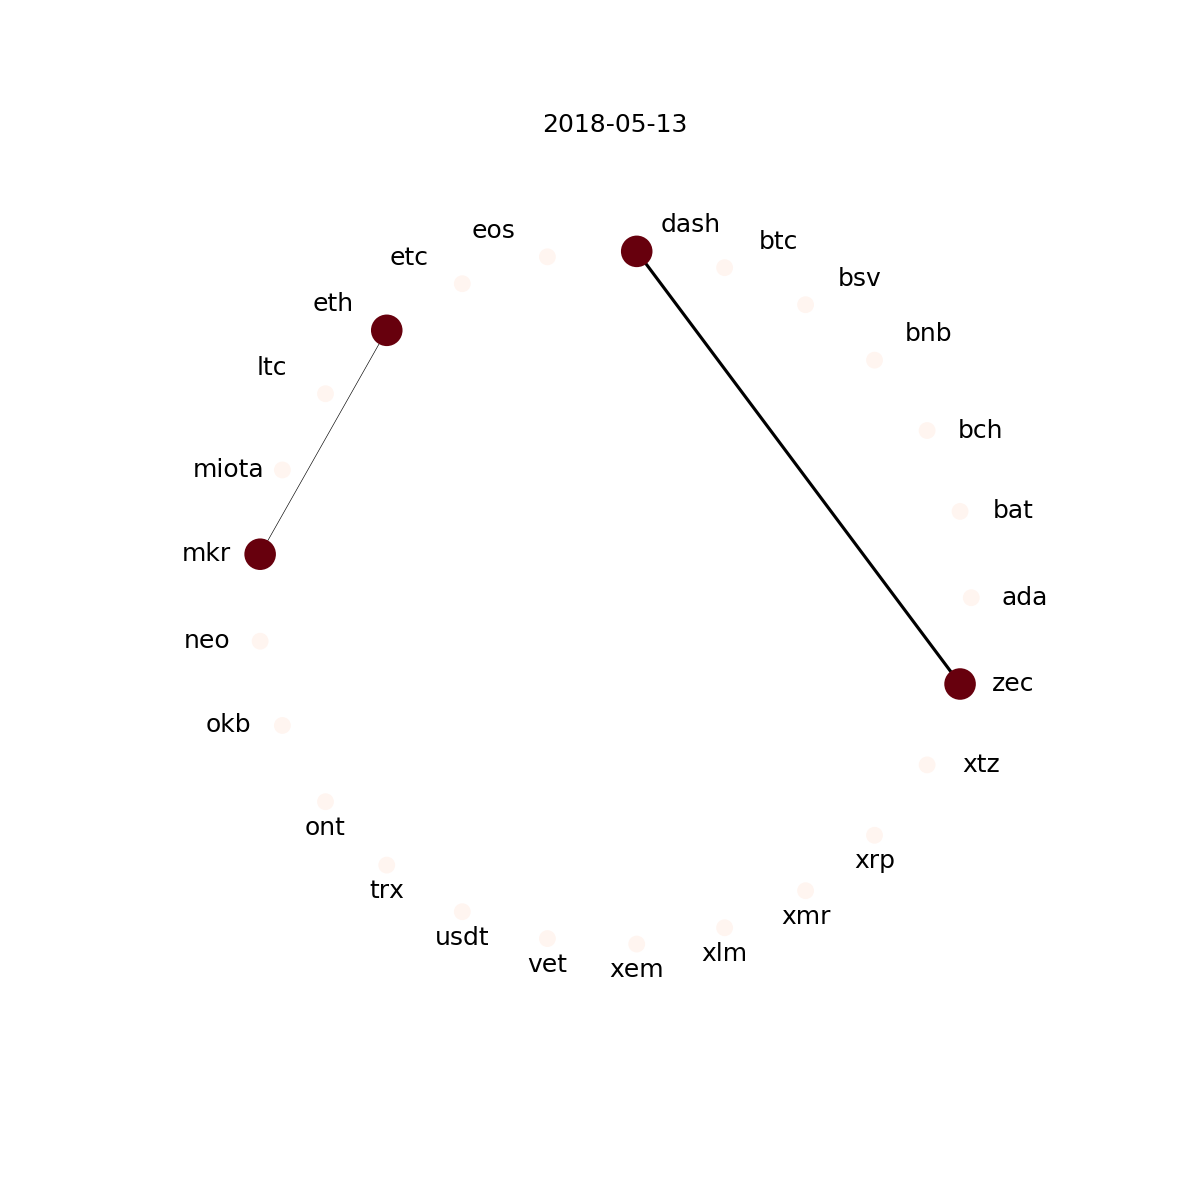 2018-05-13
dash
eos
btc
etc
bsv
eth
bnb
ltc
bch
miota
bat
mkr
ada
neo
zec
okb
xtz
ont
xrp
trx
xmr
usdt
xlm
vet
xem